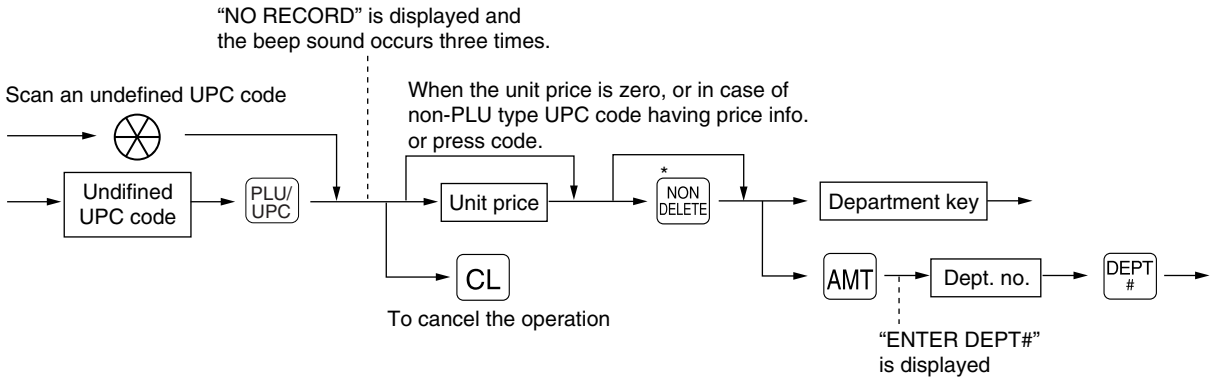 “NO RECORD” is displayed and
the beep sound occurs three times.
Scan an undefined UPC code
When the unit price is zero, or in case of
non-PLU type UPC code having price info.
or press code.
Undifined
UPC code
PLU/
UPC
Unit price
*
NON
DELETE
Department key
CL
To cancel the operation
AMT
Dept. no.
DEPT
#
“ENTER DEPT#”
is displayed